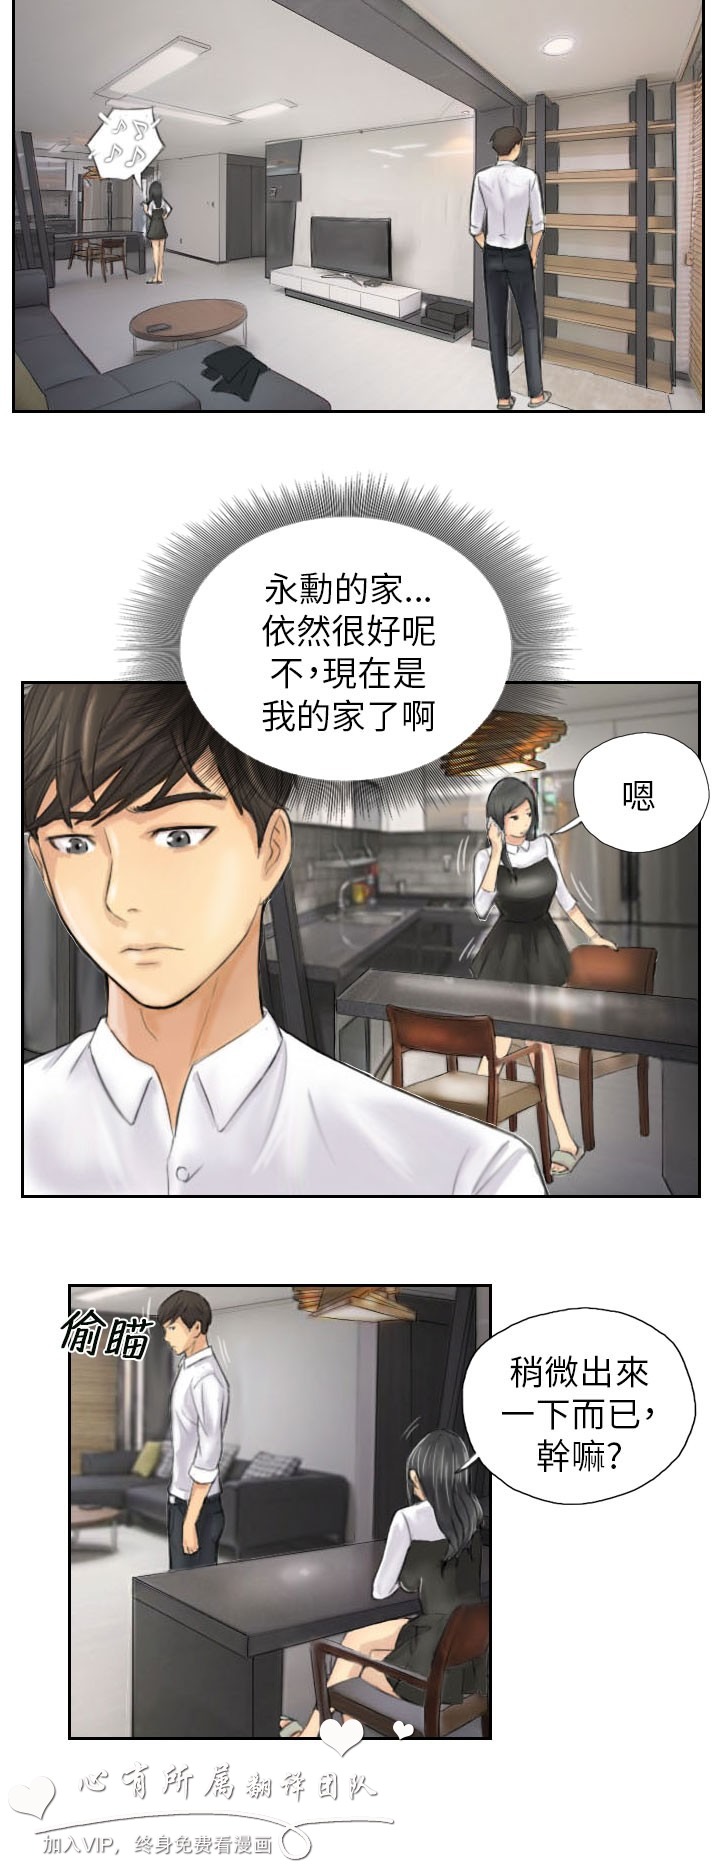 永勳的家…
依然很好呢
不，現在是
我的家了啊
嗯
偷瞄
稍微出來
一下而已，
幹嘛？
心有所属翻译团队
加入VIP，终身免费看漫画